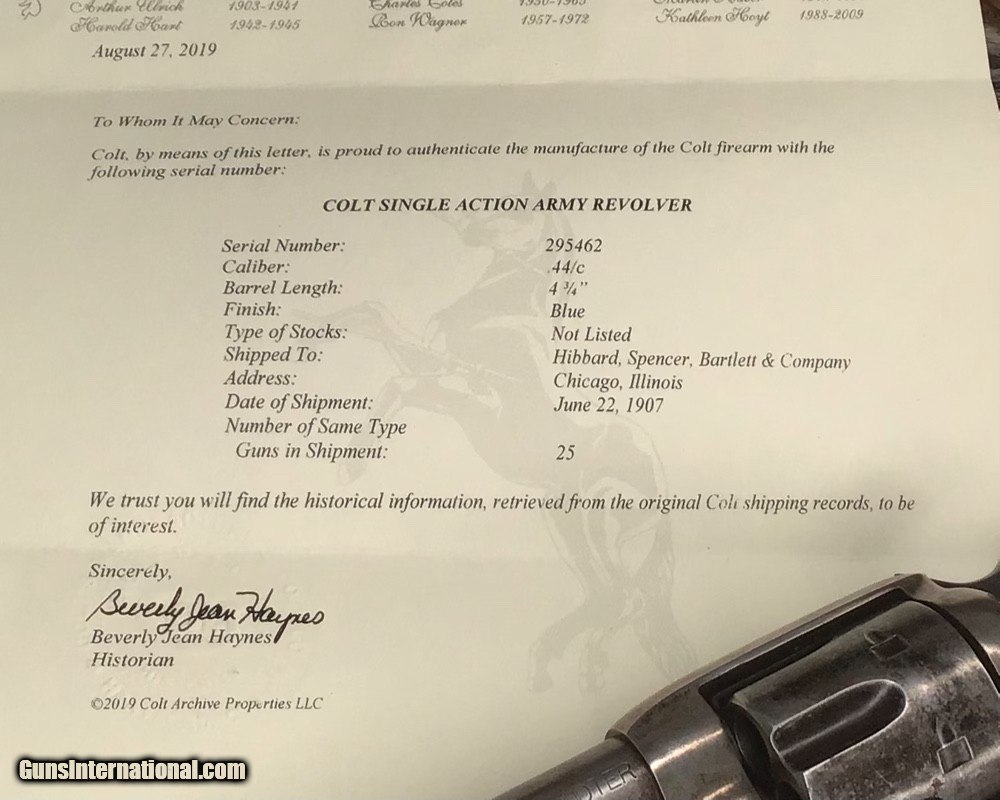 Arthur Ulrick 1903-1941 Charles Coles
Harold Hart 1942-1945 Ron Wagner 1957-1972 Kathleen Hoyt 1988-2009
August 27, 2019
To Whom It May Concern:
Colt, by means of this letter, is proud to authenticate the manufacture of the Colt firearm with the
following serial number:
COLT SINGLE ACTION ARMY REVOLVER
Serial Number: 295462
Caliber: .44/c
Barrel Length: 4 ¾"
Finish: Blue
Type of Stocks: Not Listed
Shipped To: Hibbard, Spencer, Bartlett & Company
Address: Chicago, Illinois
Date of Shipment: June 22, 1907
Number of Same Type
Guns in Shipment: 25
We trust you will find the historical information, retrieved from the original Colt shipping records, to be
of interest.
Sincerely,
Beverly Jean Haynes
Beverly Jean Haynes
Historian
©2019 Colt Archive Properties LLC
GunsInternational.com